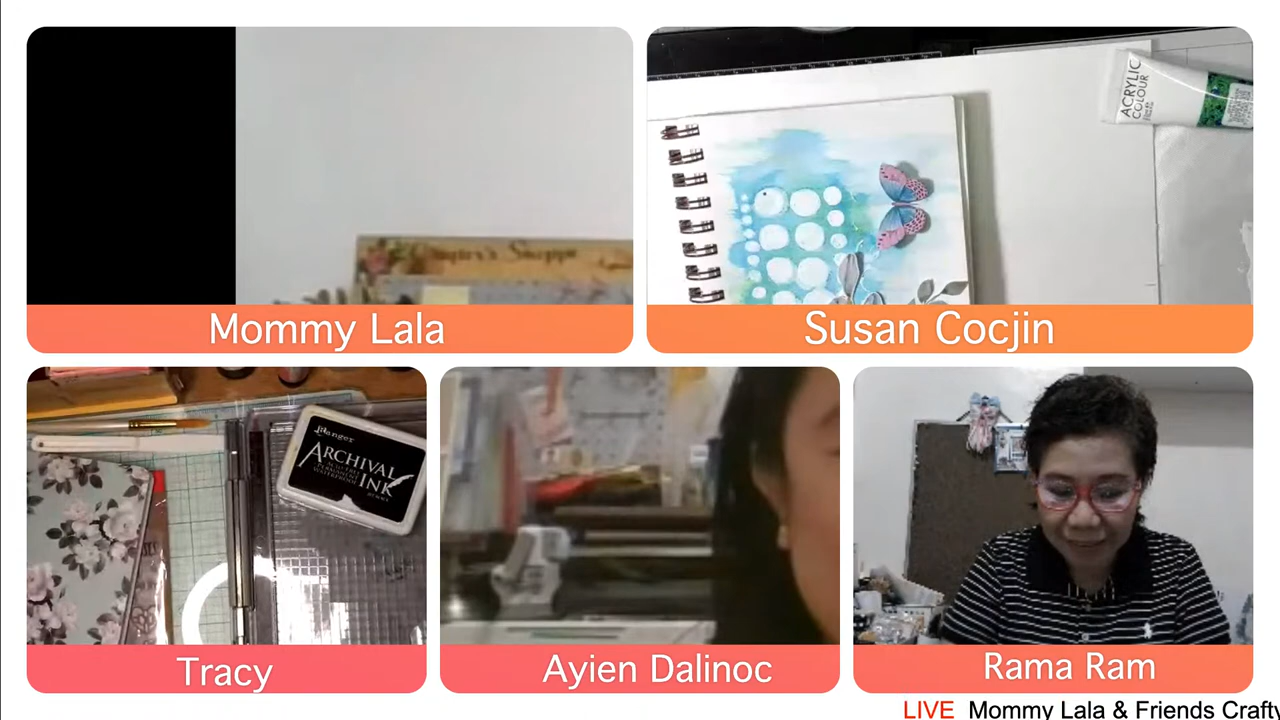 Mommy Lala
ACRYLIC
COLOUR
Susan Cocjin
Ranger
ARCHIVAL
INK
Tracy
Ayien Dalinoc
Rama Ram
LIVE Mommy Lala & Friends Crafty